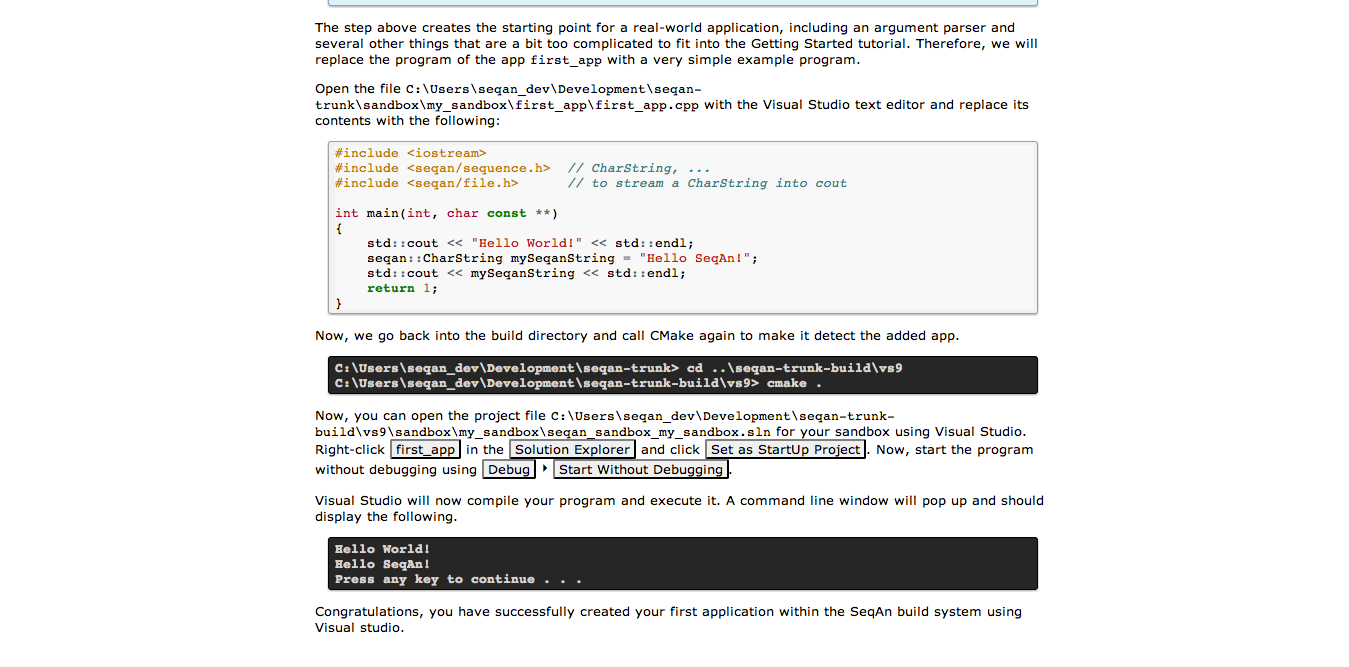 The step above creates the starting point for a real-world application, including an argument parser and
several other things that are a bit too complicated to fit into the Getting Started tutorial. Therefore, we will
replace the program of the app first_app with a very simple example program.
Open the file C:\Users\seqan_dev\Development\seqan-
trunk\sandbox\my_sandbox\first_app\first_app.cpp with the Visual Studio text editor and replace its
contents with the following:
#include <iostream>
#include <seqan/sequence.h>  // CharString, ...
#include <seqan/file.h>      // to stream a CharString into cout
int main(int, char const **)
{
    std::cout << "Hello World!" << std::endl;
    seqan::CharString mySeqanString = "Hello SeqAn!";
    std::cout << mySeqanString << std::endl;
    return 1;
}
Now, we go back into the build directory and call CMake again to make it detect the added app.
C:\Users\seqan_dev\Development\seqan-trunk> cd ..\seqan-trunk-build\vs9
C:\Users\seqan_dev\Development\seqan-trunk-build\vs9> cmake .
Now, you can open the project file C:\Users\seqan_dev\Development\seqan-trunk-
build\vs9\sandbox\my_sandbox\seqan_sandbox_my_sandbox.sln for your sandbox using Visual Studio.
Right-click first_app in the Solution Explorer and click Set as StartUp Project. Now, start the program
without debugging using Debug ‣ Start Without Debugging.
Visual Studio will now compile your program and execute it. A command line window will pop up and should
display the following.
Hello World!
Hello SeqAn!
Press any key to continue . . .
Congratulations, you have successfully created your first application within the SeqAn build system using
Visual studio.